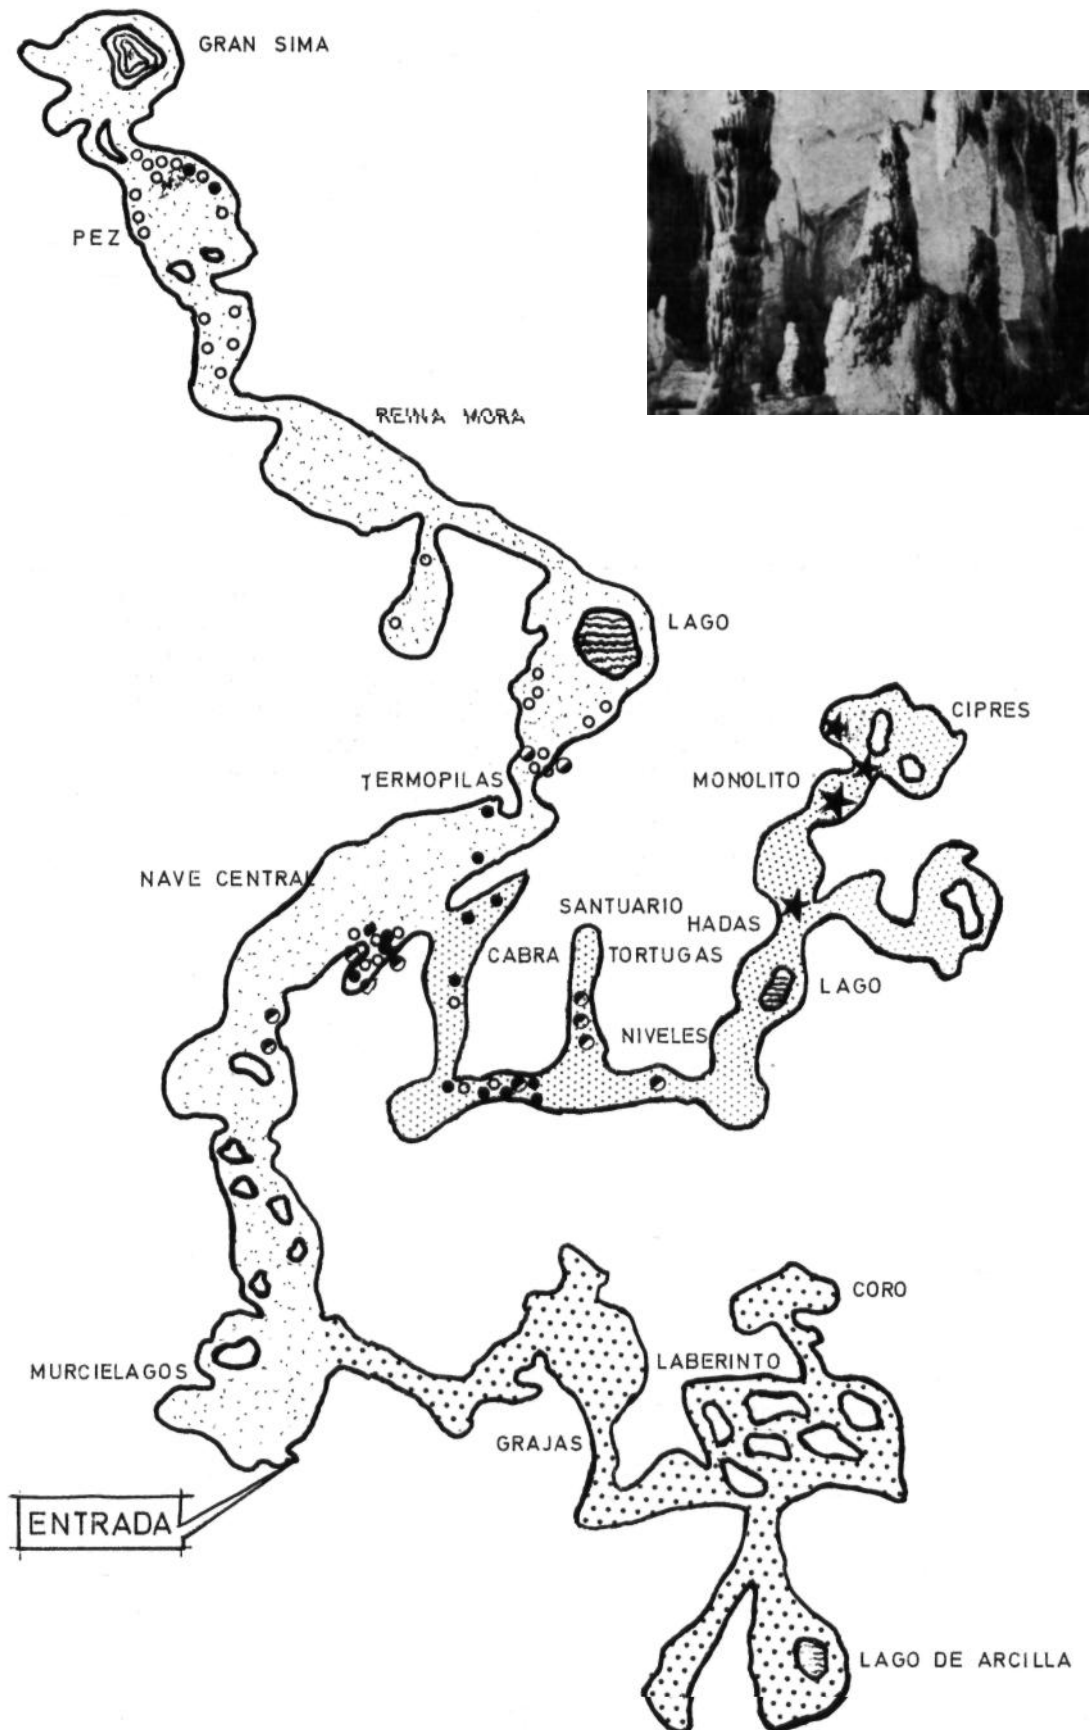 GRAN SIMA
PEZ
REINA MORA
LAGO
CIPRES
TERMOPILAS
MONOLITO
NAVE CENTRAL
SANTUARIO
HADAS
CABRA
TORTUGAS
LAGO
NIVELES
CORO
MURCIELAGOS
LABERINTO
GRAJAS
ENTRADA
LAGO DE ARCILLA